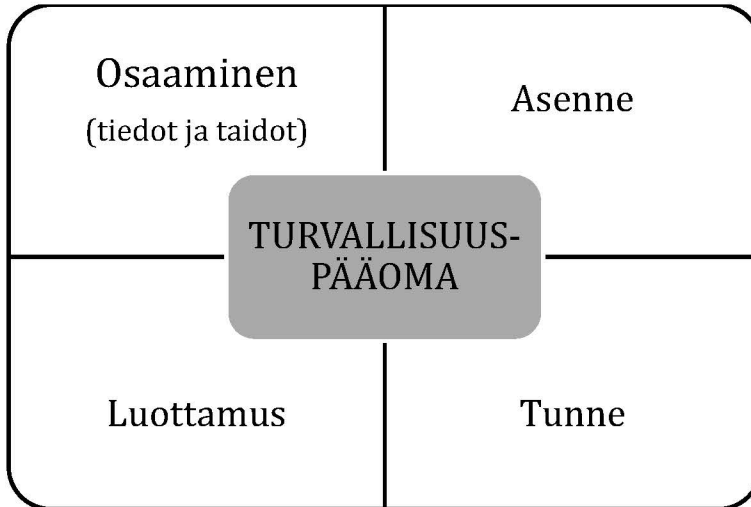 Osaaminen
(tiedot ja taidot)
Asenne
TURVALLISUUS-
PÄÄOMA
Luottamus
Tunne